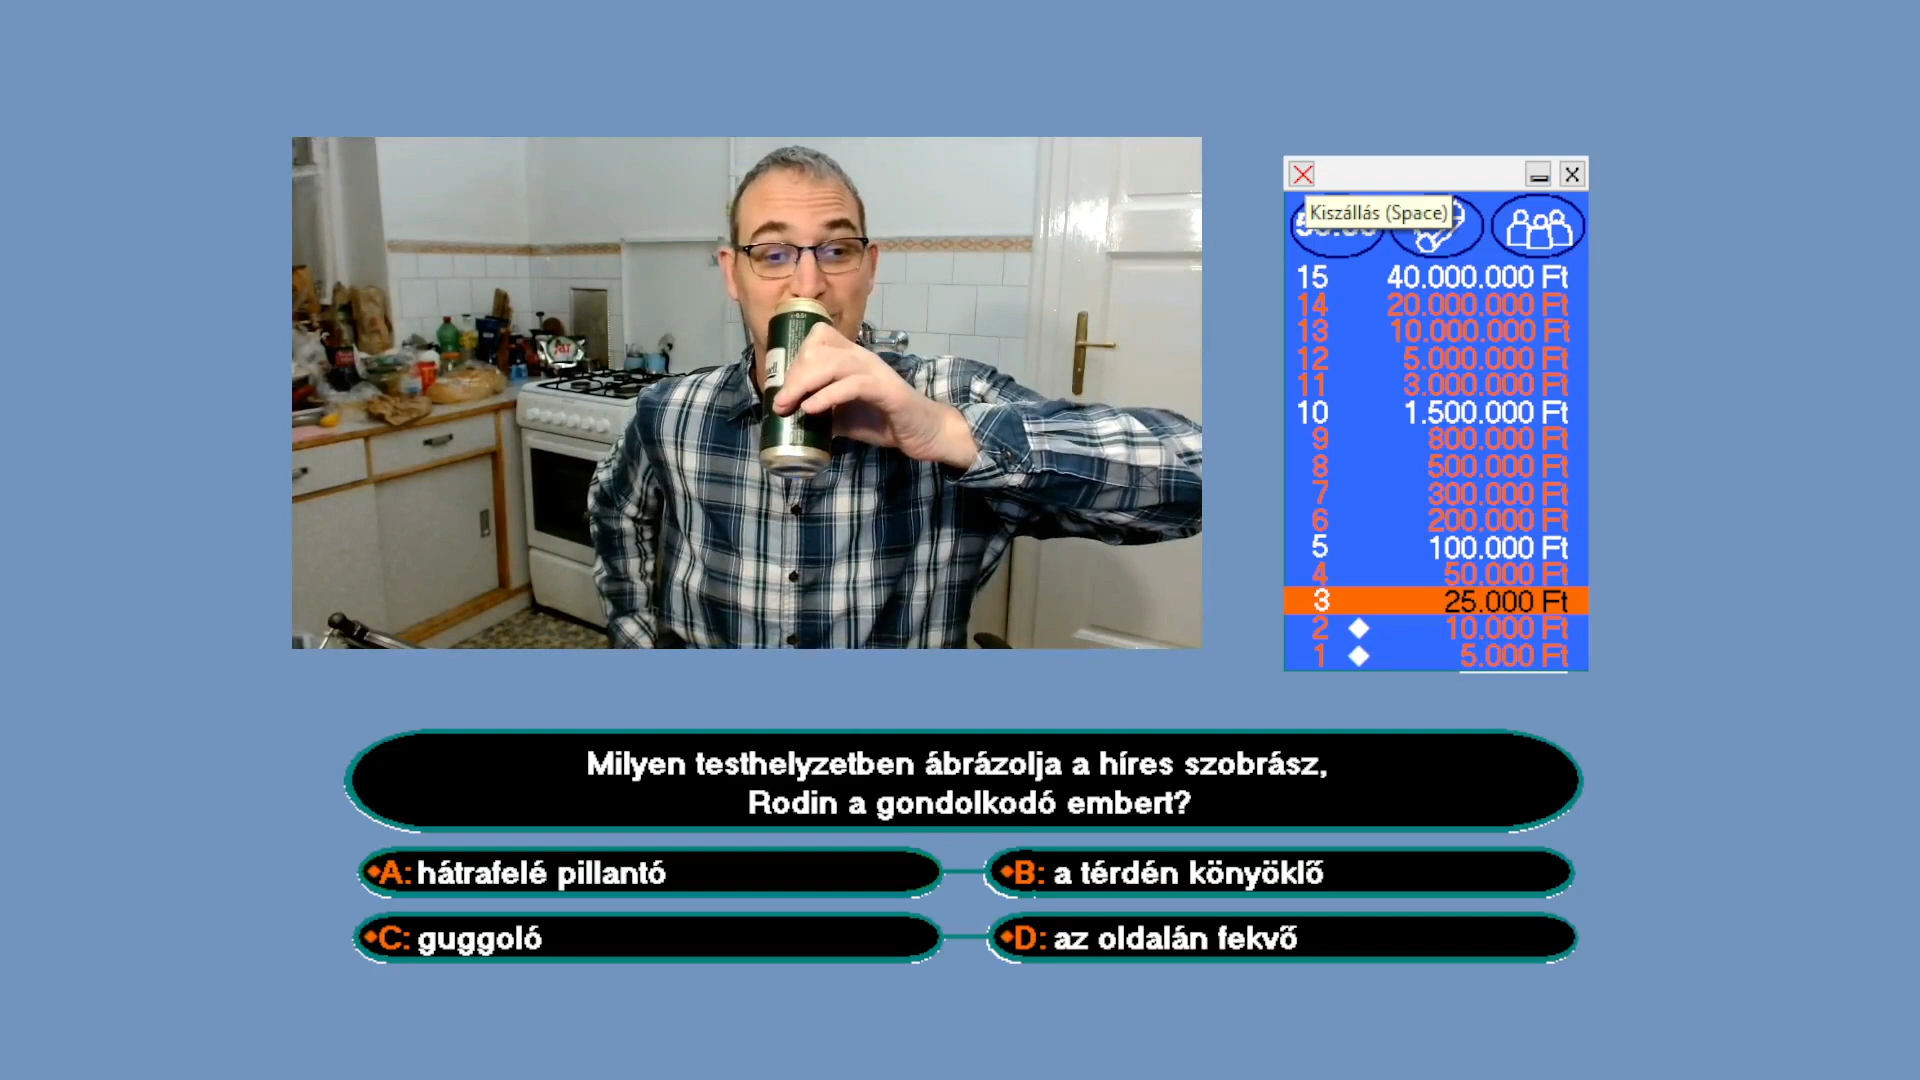 Kiszállás (Space)
15 40.000.000 Ft
14 20.000.000 Ft
13 10.000.000 Ft
12 5.000.000 Ft
11 3.000.000 Ft
10 1.500.000 Ft
9 800.000 Ft
8 500.000 Ft
7 300.000 Ft
6 200.000 Ft
5 100.000 Ft
4 50.000 Ft
3 25.000 Ft
2 10.000 Ft
1 5.000 Ft
Milyen testhelyzetben ábrázolja a híres szobrász,
Rodin a gondolkodó embert?
A: hátrafelé pillantó
B: a térdén könyöklő
C: guggoló
D: az oldalán fekvő